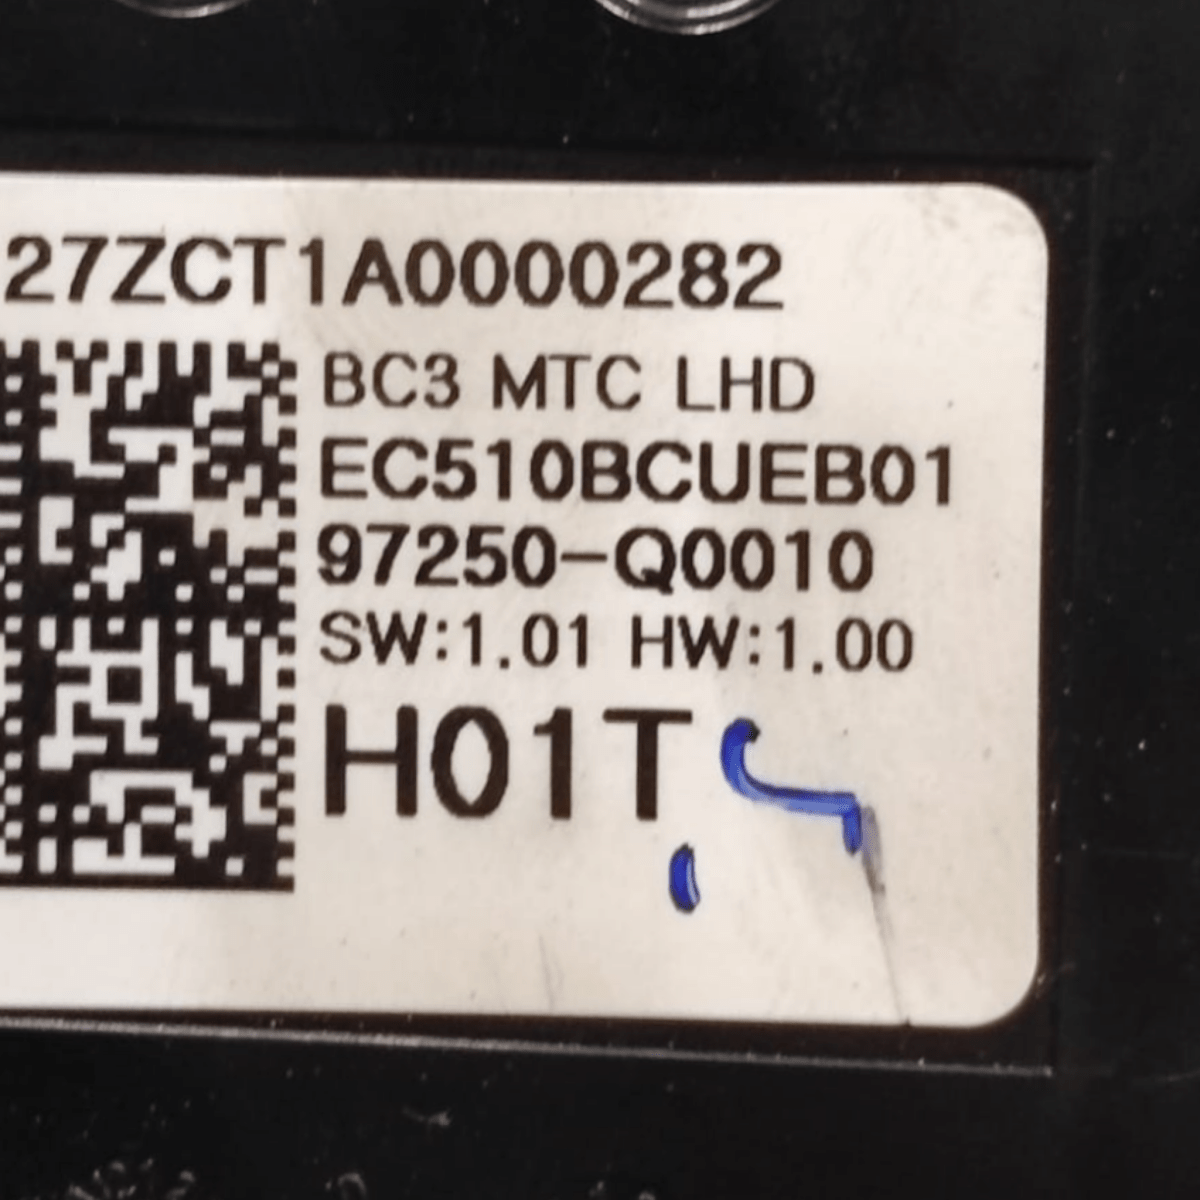 27ZCT1A0000282
BC3 MTC LHD
EC510BCUEB01
97250-Q0010
SW:1.01 HW:1.00
H01T